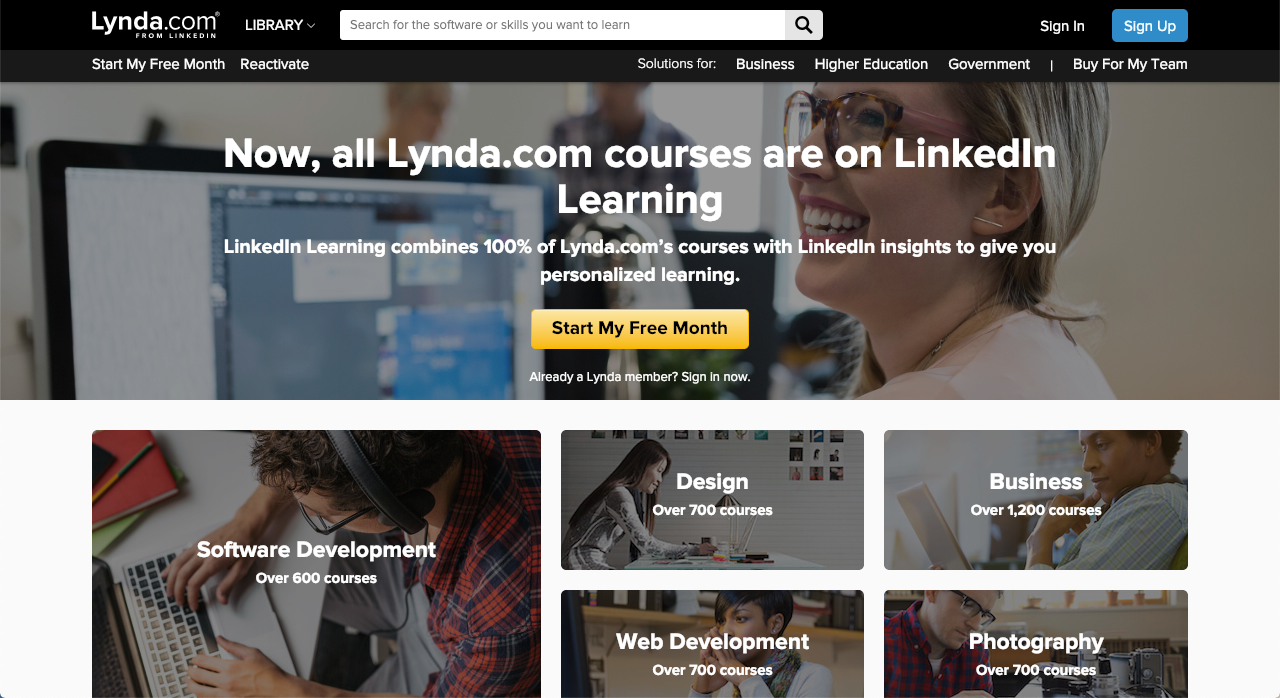 Lynda.com®
FROM LINKEDIN
LIBRARY
Search for the software or skills you want to learn
Sign In
Sign Up
Start My Free Month
Reactivate
Solutions for:
Business
Higher Education
Government
|
Buy For My Team
Now, all Lynda.com courses are on LinkedIn
Learning
LinkedIn Learning combines 100% of Lynda.com’s courses with LinkedIn insights to give you
personalized learning.
Start My Free Month
Already a Lynda member? Sign in now.
Software Development
Over 600 courses
Design
Over 700 courses
Business
Over 1,200 courses
Web Development
Over 700 courses
Photography
Over 700 courses